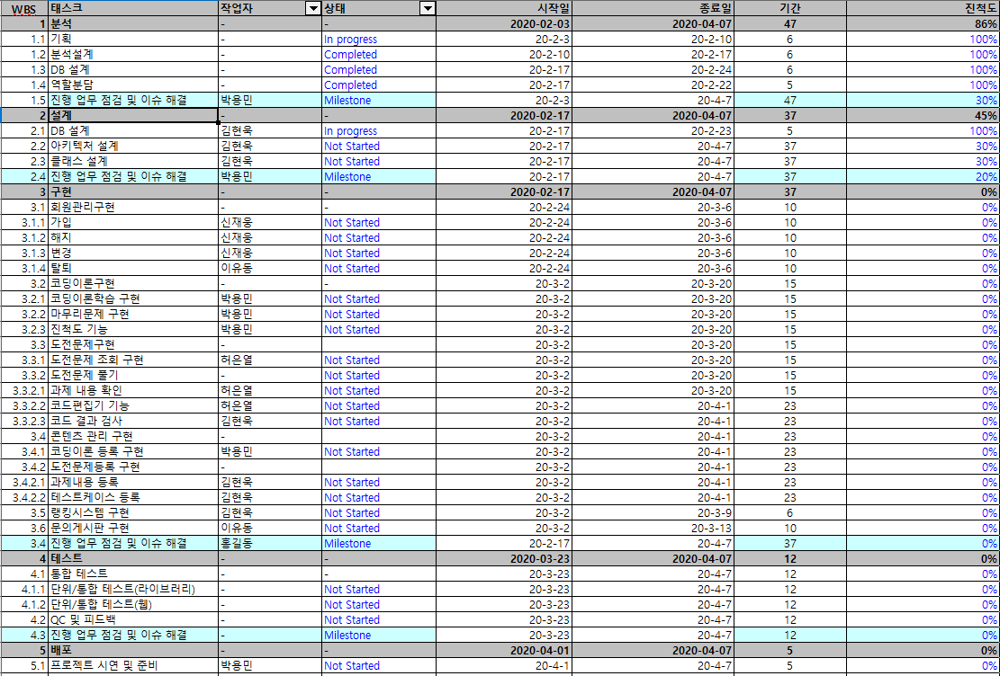 WBS 태스크 작업자 상태 시작일 종료일 기간 진척도
1 분석 - - 2020-02-03 2020-04-07 47 86%
1.1 기획 - In progress 20-2-3 20-2-10 6 100%
1.2 분석설계 - Completed 20-2-10 20-2-17 6 100%
1.3 DB 설계 - Completed 20-2-17 20-2-24 6 100%
1.4 역할분담 - Completed 20-2-17 20-2-22 5 100%
1.5 진행 업무 점검 및 이슈 해결 박용민 Milestone 20-2-3 20-4-7 47 30%
2 설계 - - 2020-02-17 2020-04-07 37 45%
2.1 DB 설계 김현욱 In progress 20-2-17 20-2-23 5 100%
2.2 아키텍처 설계 김현욱 Not Started 20-2-17 20-4-7 37 30%
2.3 클래스 설계 김현욱 Not Started 20-2-17 20-4-7 37 30%
2.4 진행 업무 점검 및 이슈 해결 박용민 Milestone 20-2-17 20-4-7 37 20%
3 구현 - - 2020-02-17 2020-04-07 37 0%
3.1 회원관리구현 - - 20-2-24 20-3-6 10 0%
3.1.1 가입 신재웅 Not Started 20-2-24 20-3-6 10 0%
3.1.2 해지 신재웅 Not Started 20-2-24 20-3-6 10 0%
3.1.3 변경 신재웅 Not Started 20-2-24 20-3-6 10 0%
3.1.4 탈퇴 이유동 Not Started 20-2-24 20-3-6 10 0%
3.2 코딩이론구현 - - 20-3-2 20-3-20 15 0%
3.2.1 코딩이론학습 구현 박용민 Not Started 20-3-2 20-3-20 15 0%
3.2.2 마무리문제 구현 박용민 Not Started 20-3-2 20-3-20 15 0%
3.2.3 진척도 기능 박용민 Not Started 20-3-2 20-3-20 15 0%
3.3 도전문제구현 - 20-3-2 20-3-20 15 0%
3.3.1 도전문제 조회 구현 허은열 Not Started 20-3-2 20-3-20 15 0%
3.3.2 도전문제 풀기 - Not Started 20-3-2 20-3-20 15 0%
3.3.2.1 과제 내용 확인 허은열 Not Started 20-3-2 20-3-20 15 0%
3.3.2.2 코드편집기 기능 허은열 Not Started 20-3-2 20-4-1 23 0%
3.3.2.3 코드 결과 검사 김현욱 Not Started 20-3-2 20-4-1 23 0%
3.4 콘텐츠 관리 구현 - 20-3-2 20-4-1 23 0%
3.4.1 코딩이론 등록 구현 박용민 Not Started 20-3-2 20-4-1 23 0%
3.4.2 도전문제등록 구현 - 20-3-2 20-4-1 23 0%
3.4.2.1 과제내용 등록 김현욱 Not Started 20-3-2 20-4-1 23 0%
3.4.2.2 테스트케이스 등록 김현욱 Not Started 20-3-2 20-4-1 23 0%
3.5 랭킹시스템 구현 김현욱 Not Started 20-3-2 20-3-9 6 0%
3.6 문의게시판 구현 이유동 Not Started 20-3-2 20-3-13 10 0%
3.4 진행 업무 점검 및 이슈 해결 홍길동 Milestone 20-2-17 20-4-7 37 0%
4 테스트 - - 2020-03-23 2020-04-07 12 0%
4.1 통합 테스트 - - 20-3-23 20-4-7 12 0%
4.1.1 단위/통합 테스트(라이브러리) - Not Started 20-3-23 20-4-7 12 0%
4.1.2 단위/통합 테스트(웹) - Not Started 20-3-23 20-4-7 12 0%
4.2 QC 및 피드백 - Not Started 20-3-23 20-4-7 12 0%
4.3 진행 업무 점검 및 이슈 해결 - Milestone 20-3-23 20-4-7 12 0%
5 배포 - - 2020-04-01 2020-04-07 5 0%
5.1 프로젝트 시연 및 준비 박용민 Not Started 20-4-1 20-4-7 5 0%